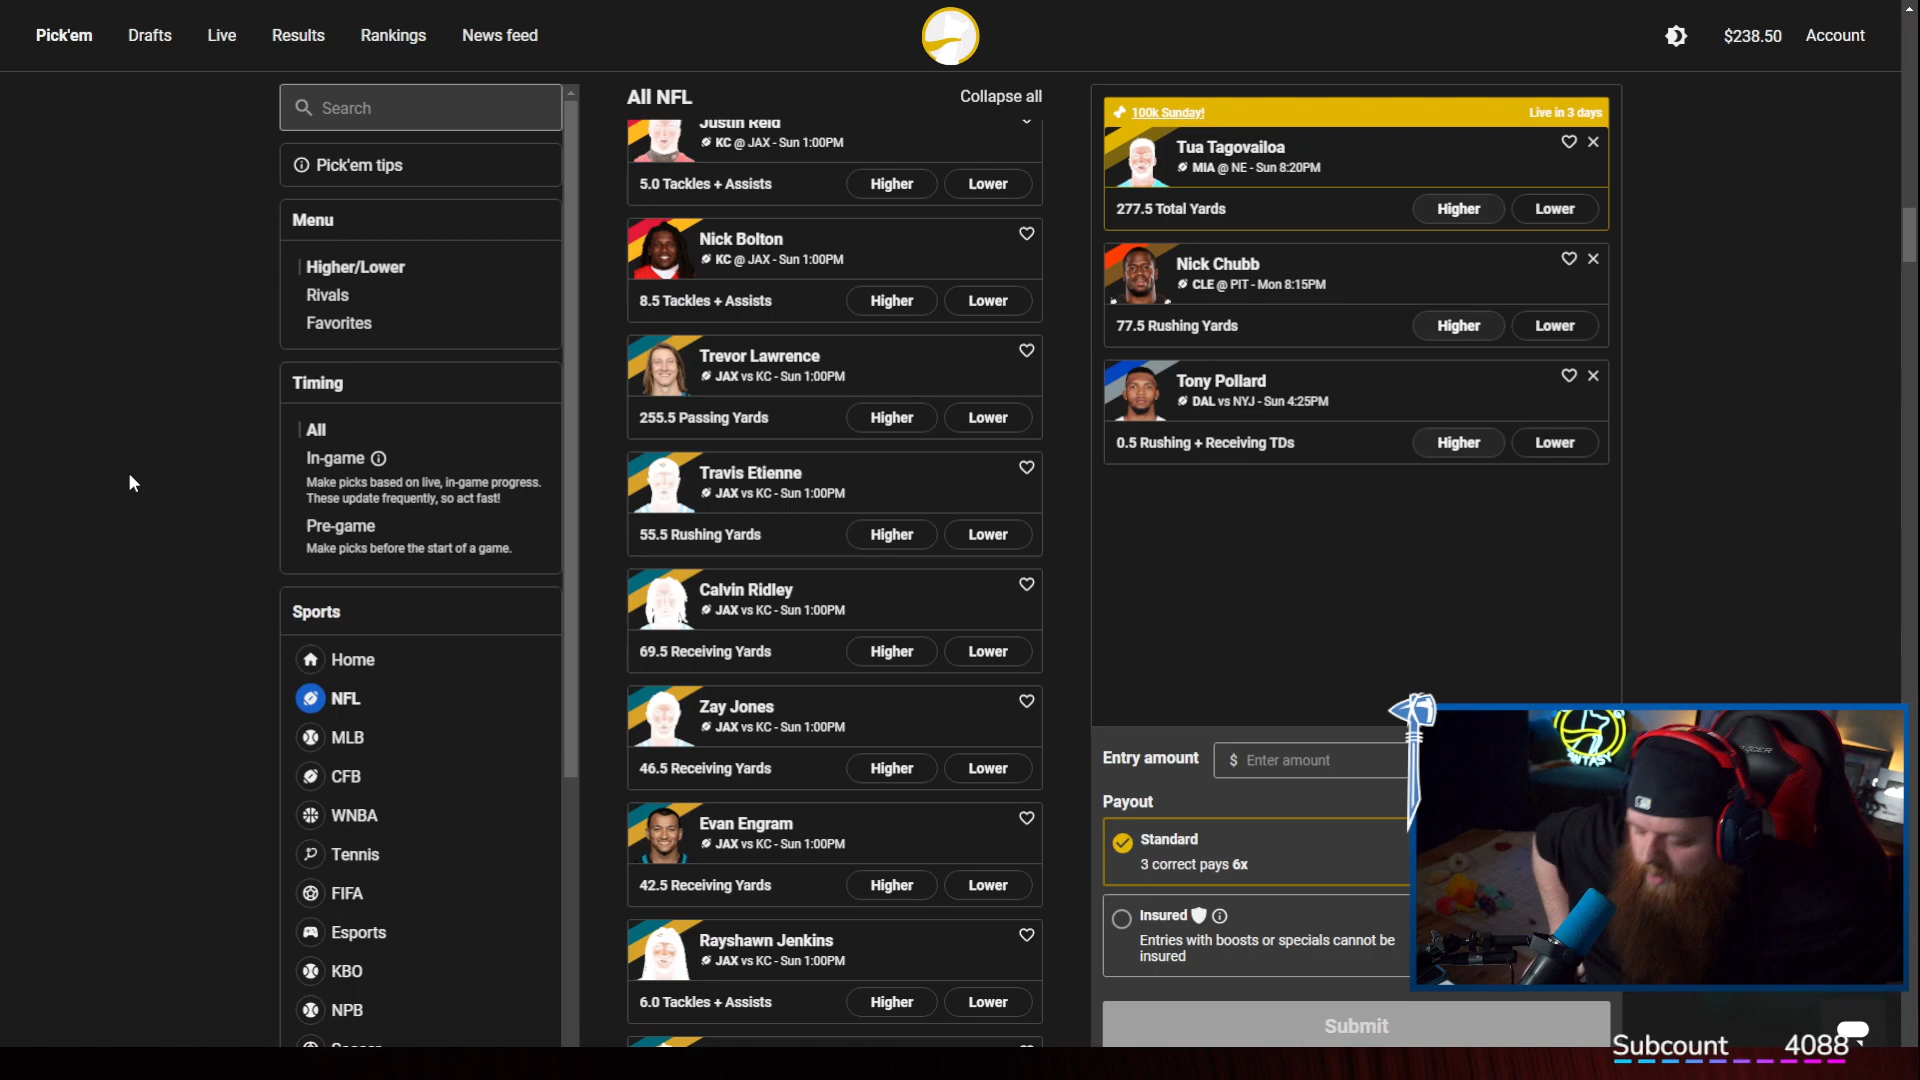 Pick'em
Drafts
Live
Results
Rankings
News feed
$238.50
Account
Search
Pick'em tips
Menu
Higher/Lower
Rivals
Favorites
Timing
All
In-game
Make picks based on live, in-game progress.
These update frequently, so act fast!
Pre-game
Make picks before the start of a game.
Sports
Home
NFL
MLB
CFB
WNBA
Tennis
FIFA
Esports
KBO
NPB
All NFL
Collapse all
Justin Reid
KC @ JAX - Sun 1:00PM
5.0 Tackles + Assists
Higher
Lower
Nick Bolton
KC @ JAX - Sun 1:00PM
8.5 Tackles + Assists
Higher
Lower
Trevor Lawrence
JAX vs KC - Sun 1:00PM
255.5 Passing Yards
Higher
Lower
Travis Etienne
JAX vs KC - Sun 1:00PM
55.5 Rushing Yards
Higher
Lower
Calvin Ridley
JAX vs KC - Sun 1:00PM
69.5 Receiving Yards
Higher
Lower
Zay Jones
JAX vs KC - Sun 1:00PM
46.5 Receiving Yards
Higher
Lower
Evan Engram
JAX vs KC - Sun 1:00PM
42.5 Receiving Yards
Higher
Lower
Rayshawn Jenkins
JAX vs KC - Sun 1:00PM
6.0 Tackles + Assists
Higher
Lower
100k Sunday!
Live in 3 days
Tua Tagovailoa
MIA @ NE - Sun 8:20PM
277.5 Total Yards
Higher
Lower
Nick Chubb
CLE @ PIT - Mon 8:15PM
77.5 Rushing Yards
Higher
Lower
Tony Pollard
DAL vs NYJ - Sun 4:25PM
0.5 Rushing + Receiving TDs
Higher
Lower
Entry amount
$ Enter amount
Payout
Standard
3 correct pays 6x
Insured
Entries with boosts or specials cannot be
insured
Submit
Subcount 4088